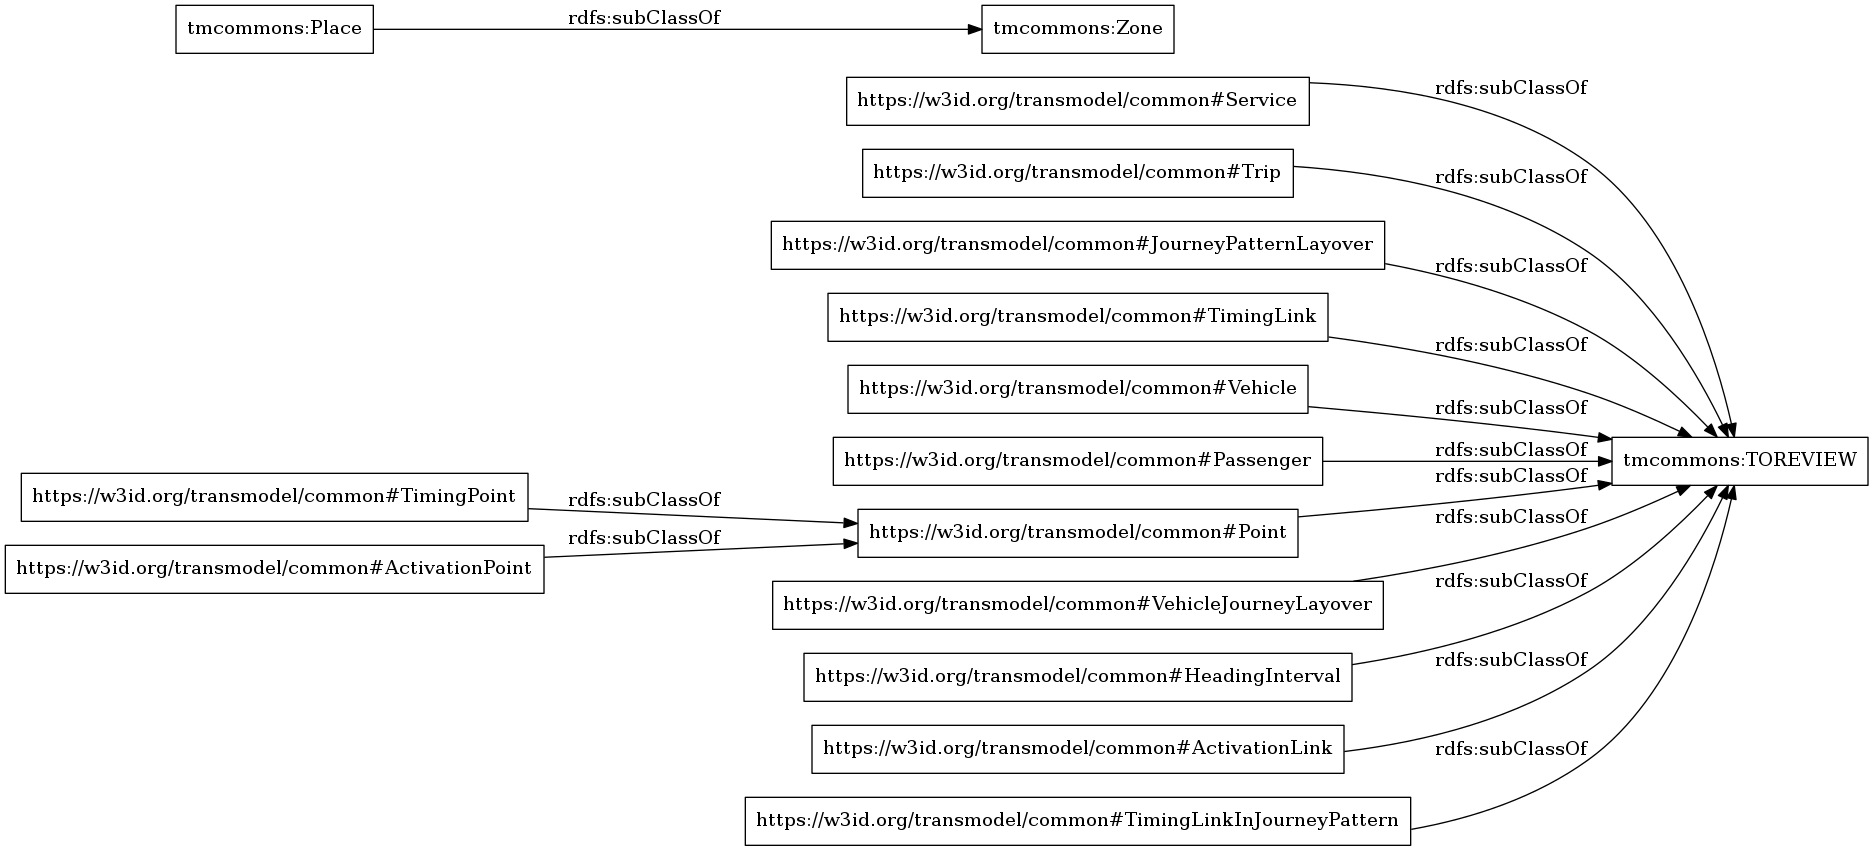 tmcommons:Place
rdfs:subClassOf
tmcommons:Zone
https://w3id.org/transmodel/common#Service
rdfs:subClassOf
https://w3id.org/transmodel/common#Trip
rdfs:subClassOf
https://w3id.org/transmodel/common#JourneyPatternLayover
rdfs:subClassOf
https://w3id.org/transmodel/common#TimingLink
rdfs:subClassOf
https://w3id.org/transmodel/common#Vehicle
rdfs:subClassOf
https://w3id.org/transmodel/common#Passenger
rdfs:subClassOf
tmcommons:TOREVIEW
https://w3id.org/transmodel/common#TimingPoint
rdfs:subClassOf
rdfs:subClassOf
https://w3id.org/transmodel/common#Point
rdfs:subClassOf
https://w3id.org/transmodel/common#ActivationPoint
rdfs:subClassOf
https://w3id.org/transmodel/common#VehicleJourneyLayover
rdfs:subClassOf
https://w3id.org/transmodel/common#HeadingInterval
rdfs:subClassOf
https://w3id.org/transmodel/common#ActivationLink
rdfs:subClassOf
https://w3id.org/transmodel/common#TimingLinkInJourneyPattern